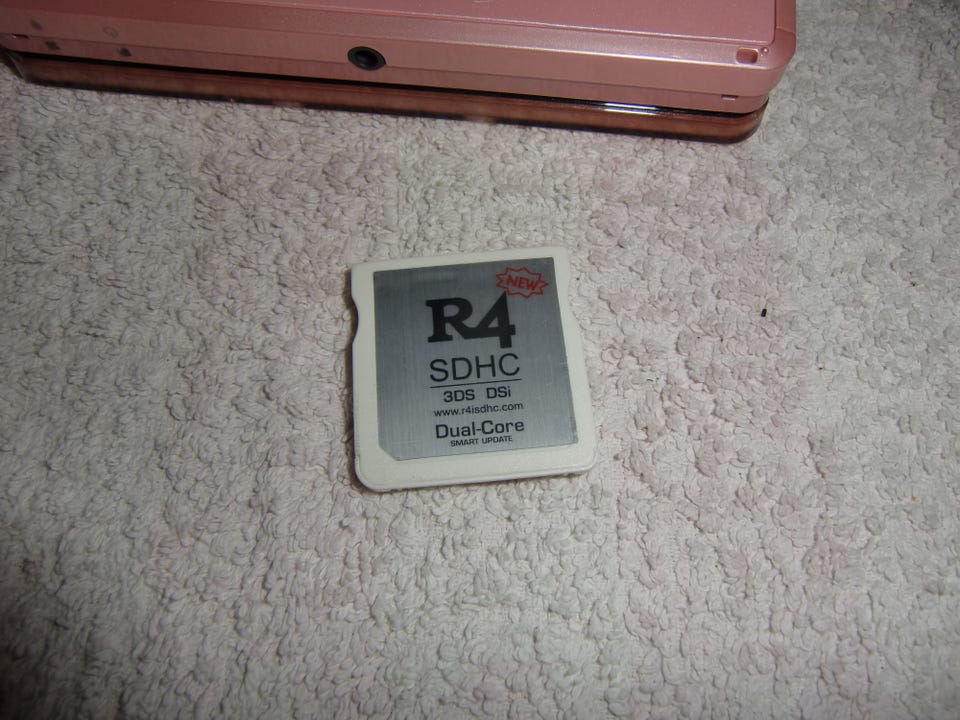 NEW
R4
SDHC
3DS DSi
www.r4isdhc.com
Dual-Core
SMART UPDATE